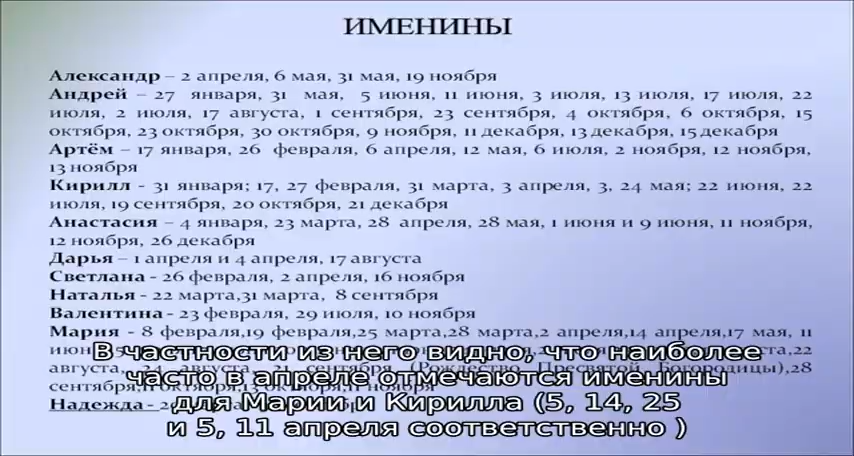 ИМЕНИНЫ
Александр – 2 апреля, 6 мая, 31 мая, 19 ноября
Андрей – 27 января, 31 мая, 5 июня, 11 июня, 3 июля, 13 июля, 17 июля, 22
июля, 2 июля, 17 августа, 1 сентября, 23 сентября, 4 октября, 6 октября, 15
октября, 23 октября, 30 октября, 9 ноября, 11 декабря, 13 декабря, 15 декабря
Артём – 17 января, 26 февраля, 6 апреля, 12 мая, 6 июля, 2 ноября, 12 ноября,
13 ноября
Кирилл - 31 января; 17, 27 февраля, 31 марта, 3 апреля, 3, 24 мая; 22 июня, 22
июля, 19 сентября, 20 октября, 21 декабря
Анастасия – 4 января, 23 марта, 28 апреля, 28 мая, 1 июня и 9 июня, 11 ноября,
12 ноября, 26 декабря
Дарья – 1 апреля и 4 апреля, 17 августа
Светлана - 26 февраля, 2 апреля, 16 ноября
Наталья - 22 марта,31 марта, 8 сентября
Валентина - 23 февраля, 29 июля, 10 ноября
Мария - 8 февраля,19 февраля,25 марта,28 марта,2 апреля,14 апреля,17 мая, 11
В частности из него видно, что наиболее
часто в апреле отмечаются именины
для Марии и Кирилла (5, 14, 25
и 5, 11 апреля соответственно )
августа, 24 августа, 21 сентября (Рождество Пресвятой Богородицы),28
Надежда -